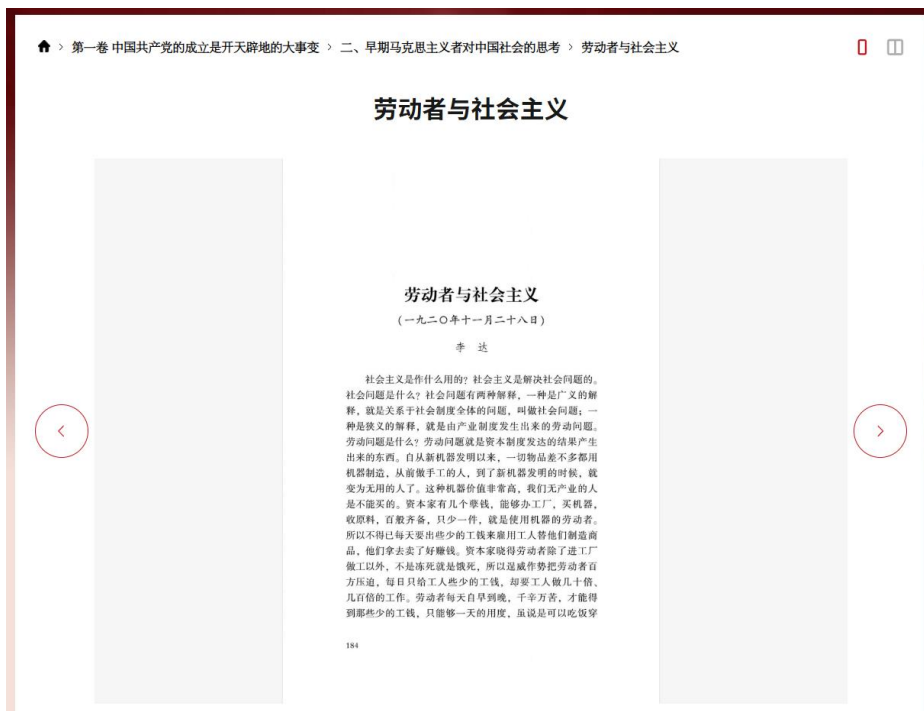 第一卷 中国共产党的成立是开天辟地的大事变 > 二、早期马克思主义者对中国社会的思考 > 劳动者与社会主义
劳动者与社会主义
劳动者与社会主义
(一九二〇年十一月二十八日)
李 达
社会主义是作什么用的?社会主义是解决社会问题的。
社会问题是什么?社会问题有两种解释,一种是广义的解
释,就是关系于社会制度全体的问题,叫做社会问题;一
种是狭义的解释,就是由产业制度发生出来的劳动问题。
劳动问题是什么?劳动问题就是资本制度发达的结果产生
出来的东西。自从新机器发明以来,一切物品差不多都用
机器制造,从前做手工的人,到了新机器发明的时候,就
变为无用的人了。这种机器价值非常高,我们无产业的人
是不能买的。资本家有几个孽钱,能够办工厂,买机器,
收原料,百般齐备,只少一件,就是使用机器的劳动者。
所以不得已每天要出些少的工钱来雇用工人替他们制造商
品,他们拿去卖了好赚钱。资本家晓得劳动者除了进工厂
做工以外,不是冻死就是饿死,所以逞威作势把劳动者百
方压迫,每日只给工人些少的工钱,却要工人做几十倍、
几百倍的工作。劳动者每天自早到晚,千辛万苦,才能得
到那些少的工钱,只能够一天的用度,虽说是可以吃饭穿
184